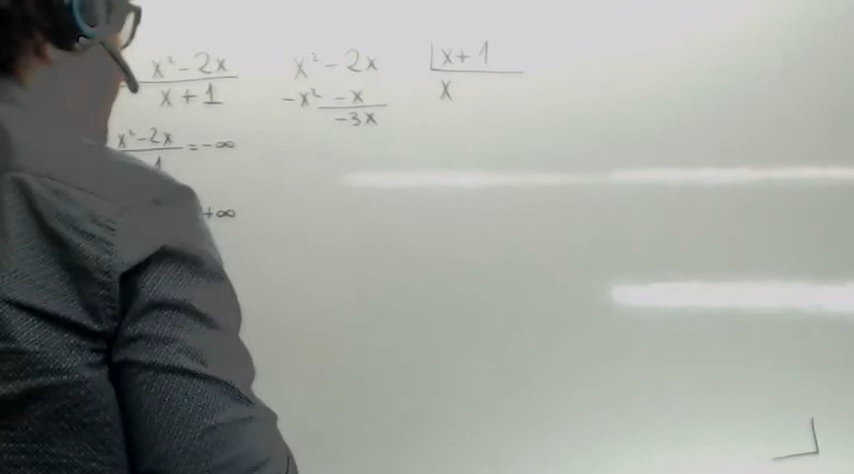 x² - 2x
x + 1
x² - 2x
-x² - x
-3x
x + 1
x
x² - 2x = -∞
+∞